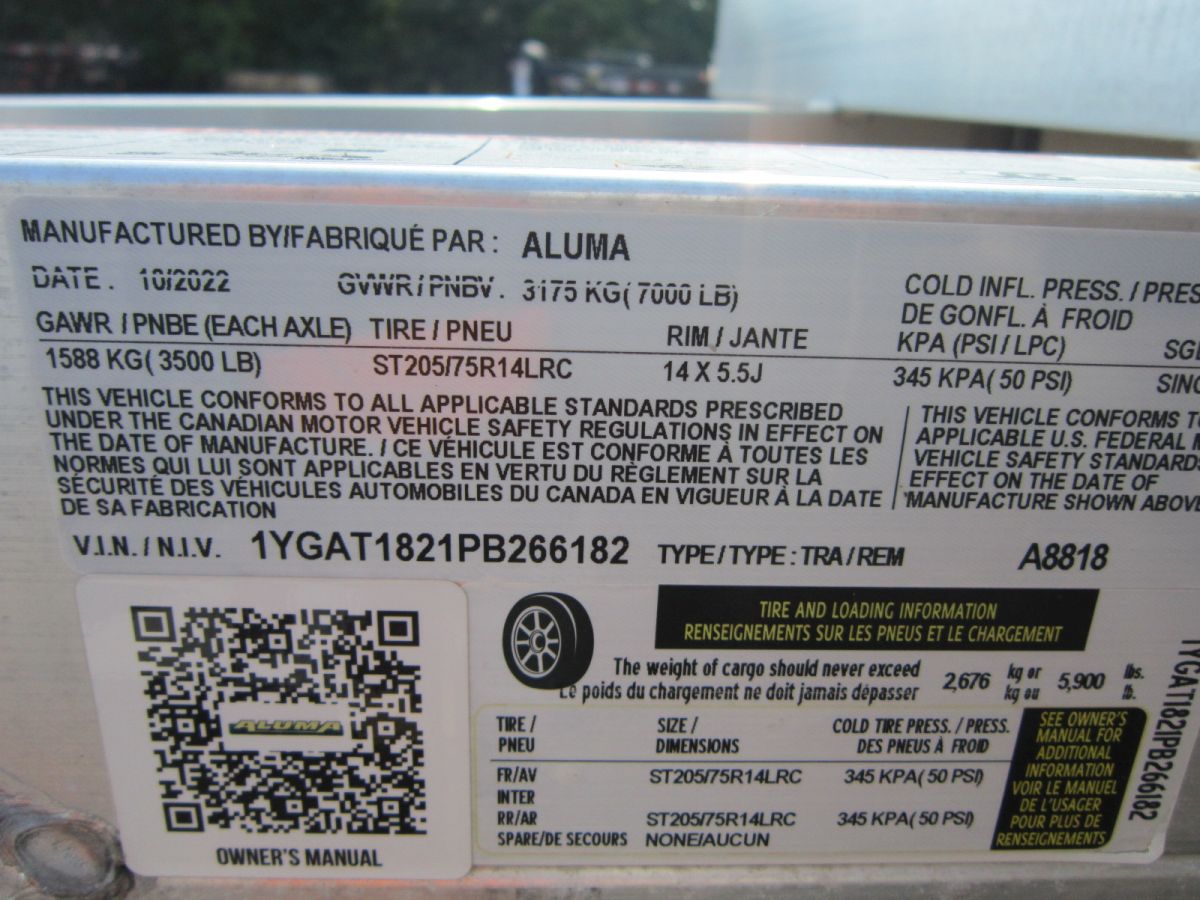 MANUFACTURED BY/FABRIQUÉ PAR : ALUMA
DATE . 10/2022 GVWR / PNBV . 3175 KG( 7000 LB)
COLD INFL. PRESS. / PRES
DE GONFL. À FROID
GAWR / PNBE (EACH AXLE) TIRE / PNEU RIM / JANTE KPA (PSI / LPC)
1588 KG( 3500 LB) ST205/75R14LRC 14 X 5.5J 345 KPA( 50 PSI)
THIS VEHICLE CONFORMS TO ALL APPLICABLE STANDARDS PRESCRIBED
UNDER THE CANADIAN MOTOR VEHICLE SAFETY REGULATIONS IN EFFECT ON
THE DATE OF MANUFACTURE. / CE VÉHICULE EST CONFORME À TOUTES LES
NORMES QUI LUI SONT APPLICABLES EN VERTU DU RÈGLEMENT SUR LA
SÉCURITÉ DES VÉHICULES AUTOMOBILES DU CANADA EN VIGUEUR À LA DATE
DE SA FABRICATION
THIS VEHICLE CONFORMS
APPLICABLE U.S. FEDERAL
VEHICLE SAFETY STANDARDS
EFFECT ON THE DATE OF
MANUFACTURE SHOWN ABOVE
V.I.N. / N.I.V. 1YGAT1821PB266182 TYPE/TYPE : TRA / REM A8818
ALUMA
OWNER'S MANUAL
TIRE AND LOADING INFORMATION
RENSEIGNEMENTS SUR LES PNEUS ET LE CHARGEMENT
The weight of cargo should never exceed 2,676 kg or 5,900 lbs.
Le poids du chargement ne doit jamais dépasser kg ou lb.
TIRE / SIZE / COLD TIRE PRESS. / PRESS.
PNEU DIMENSIONS DES PNEUS À FROID
FR/AV ST205/75R14LRC 345 KPA( 50 PSI)
INTER
RR/AR ST205/75R14LRC 345 KPA( 50 PSI)
SPARE/DE SECOURS NONE/AUCUN
SEE OWNER'S
MANUAL FOR
ADDITIONAL
INFORMATION
VOIR LE MANUEL
DE L'USAGER
POUR PLUS DE
RENSEIGNEMENTS
1YGAT1821PB266182